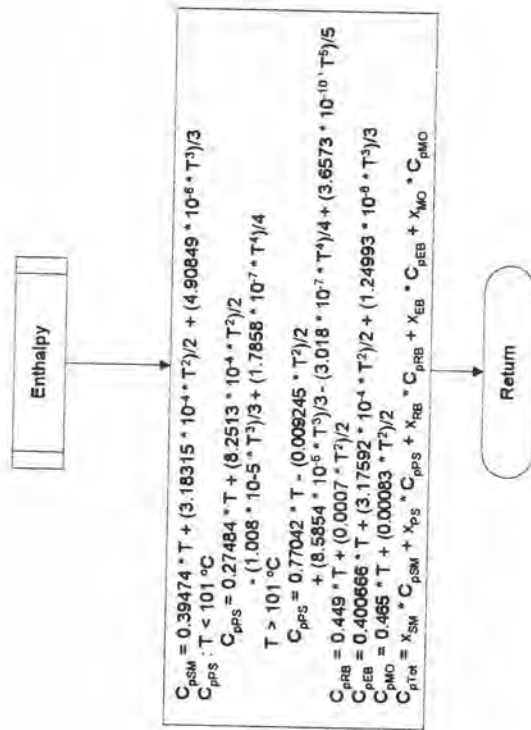 Enthalpy
C_pSM = 0.39474 * T + (3.18315 * 10⁻⁴ * T²)/2 + (4.90849 * 10⁻⁶ * T³)/3
C_pPS : T < 101 ºC
C_pPS = 0.27484 * T + (8.2513 * 10⁻⁴ * T²)/2
- (1.008 * 10-5 * T³)/3 + (1.7858 * 10⁻⁷ * T⁴)/4
T > 101 ºC
C_pPS = 0.77042 * T - (0.009245 * T²)/2
+ (8.5854 * 10⁻⁵ * T³)/3 - (3.018 * 10⁻⁷ * T⁴)/4 + (3.6573 * 10⁻¹⁰ * T⁵)/5
C_pRB = 0.449 * T + (0.0007 * T²)/2
C_pEB = 0.400666 * T + (3.17592 * 10⁻⁴ * T²)/2 + (1.24993 * 10⁻⁶ * T³)/3
C_pMO = 0.465 * T + (0.00083 * T²)/2
C_pTot = x_SM * C_pSM + x_PS * C_pPS + x_RB * C_pRB + x_EB * C_pEB + x_MO * C_pMO
Return